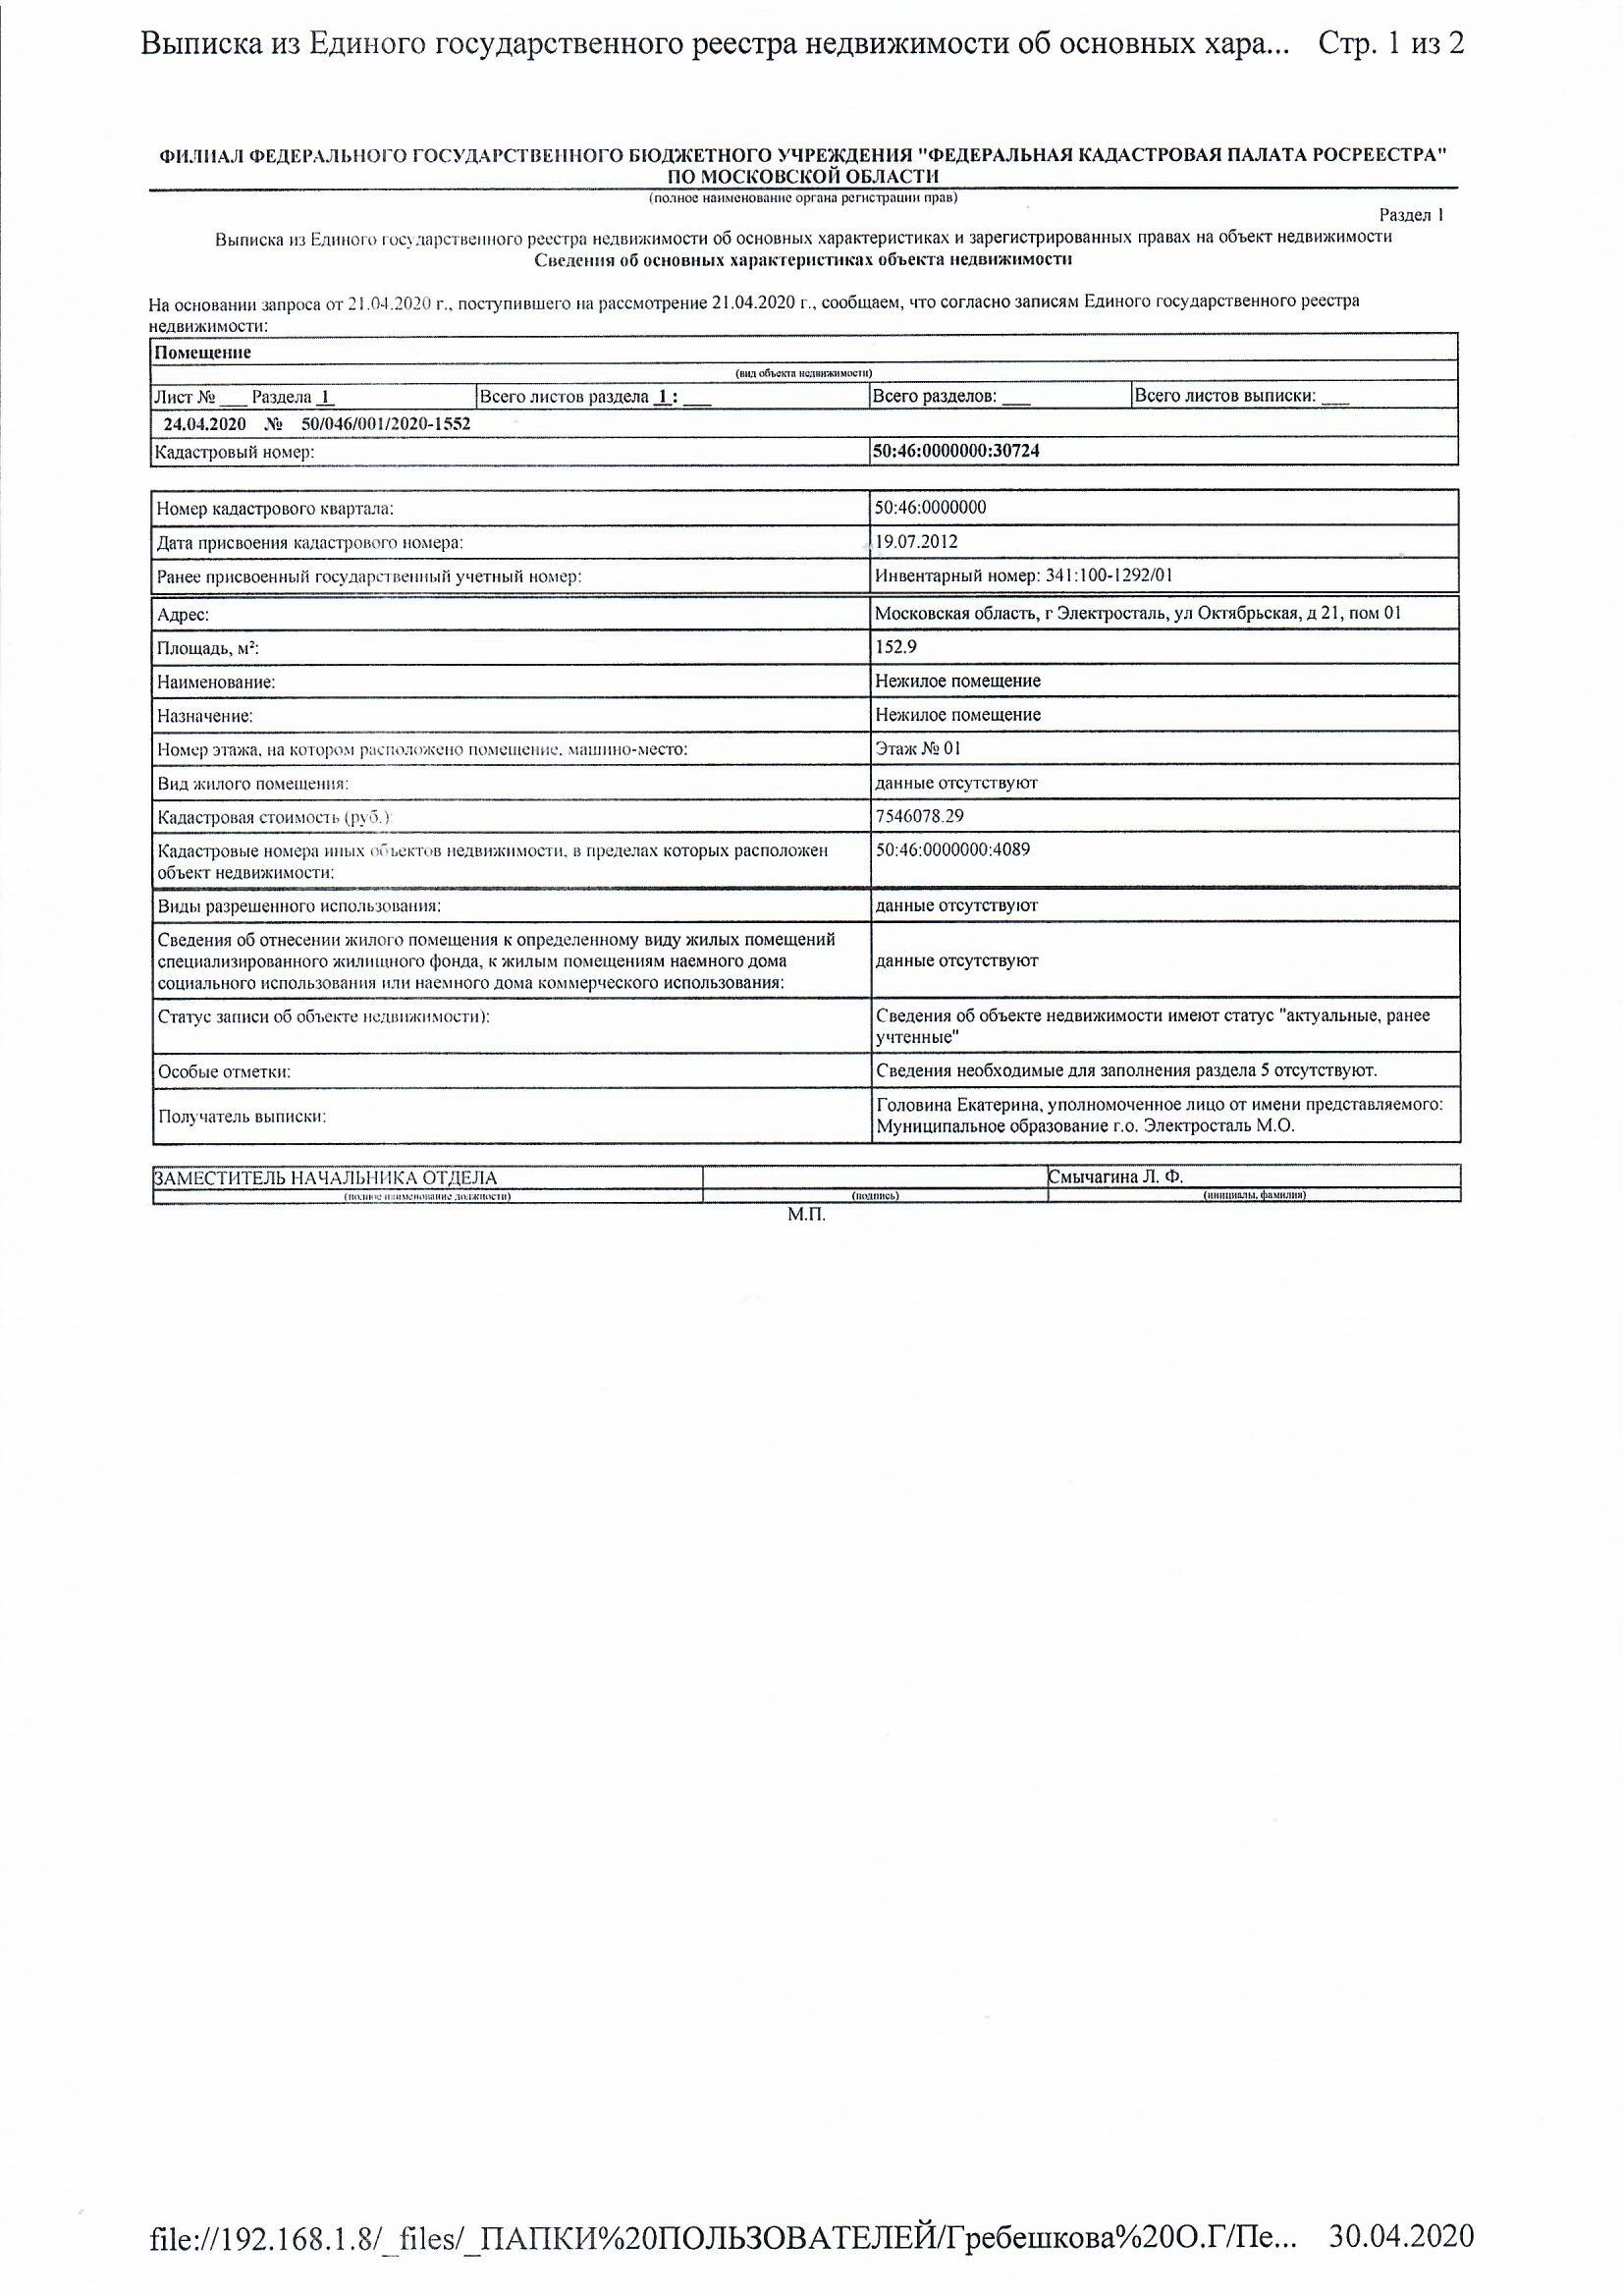 Выписка из Единого государственного реестра недвижимости об основных хара... Стр. 1 из 2
ФИЛИАЛ ФЕДЕРАЛЬНОГО ГОСУДАРСТВЕННОГО БЮДЖЕТНОГО УЧРЕЖДЕНИЯ "ФЕДЕРАЛЬНАЯ КАДАСТРОВАЯ ПАЛАТА РОСРЕЕСТРА"
ПО МОСКОВСКОЙ ОБЛАСТИ
(полное наименование органа регистрации прав)
Раздел 1
Выписка из Единого государственного реестра недвижимости об основных характеристиках и зарегистрированных правах на объект недвижимости
Сведения об основных характеристиках объекта недвижимости
На основании запроса от 21.04.2020 г., поступившего на рассмотрение 21.04.2020 г., сообщаем, что согласно записям Единого государственного реестра
недвижимости:
Помещение
(вид объекта недвижимости)
Лист № ___ Раздела 1 Всего листов раздела 1 : ___ Всего разделов: ___ Всего листов выписки: ___
24.04.2020 № 50/046/001/2020-1552
Кадастровый номер: 50:46:0000000:30724
Номер кадастрового квартала: 50:46:0000000
Дата присвоения кадастрового номера: 19.07.2012
Ранее присвоенный государственный учетный номер: Инвентарный номер: 341:100-1292/01
Адрес: Московская область, г Электросталь, ул Октябрьская, д 21, пом 01
Площадь, м²: 152.9
Наименование: Нежилое помещение
Назначение: Нежилое помещение
Номер этажа, на котором расположено помещение, машино-место: Этаж № 01
Вид жилого помещения: данные отсутствуют
Кадастровая стоимость (руб.): 7546078.29
Кадастровые номера иных объектов недвижимости, в пределах которых расположен 50:46:0000000:4089
объект недвижимости:
Виды разрешенного использования: данные отсутствуют
Сведения об отнесении жилого помещения к определенному виду жилых помещений
специализированного жилищного фонда, к жилым помещениям наемного дома данные отсутствуют
социального использования или наемного дома коммерческого использования:
Статус записи об объекте недвижимости): Сведения об объекте недвижимости имеют статус "актуальные, ранее
учтенные"
Особые отметки: Сведения необходимые для заполнения раздела 5 отсутствуют.
Получатель выписки: Головина Екатерина, уполномоченное лицо от имени представляемого:
Муниципальное образование г.о. Электросталь М.О.
ЗАМЕСТИТЕЛЬ НАЧАЛЬНИКА ОТДЕЛА Смычагина Л. Ф.
(полное наименование должности) (подпись) (инициалы, фамилия)
М.П.
file://192.168.1.8/_files/_ПАПКИ%20ПОЛЬЗОВАТЕЛЕЙ/Гребешкова%20О.Г/Пе... 30.04.2020